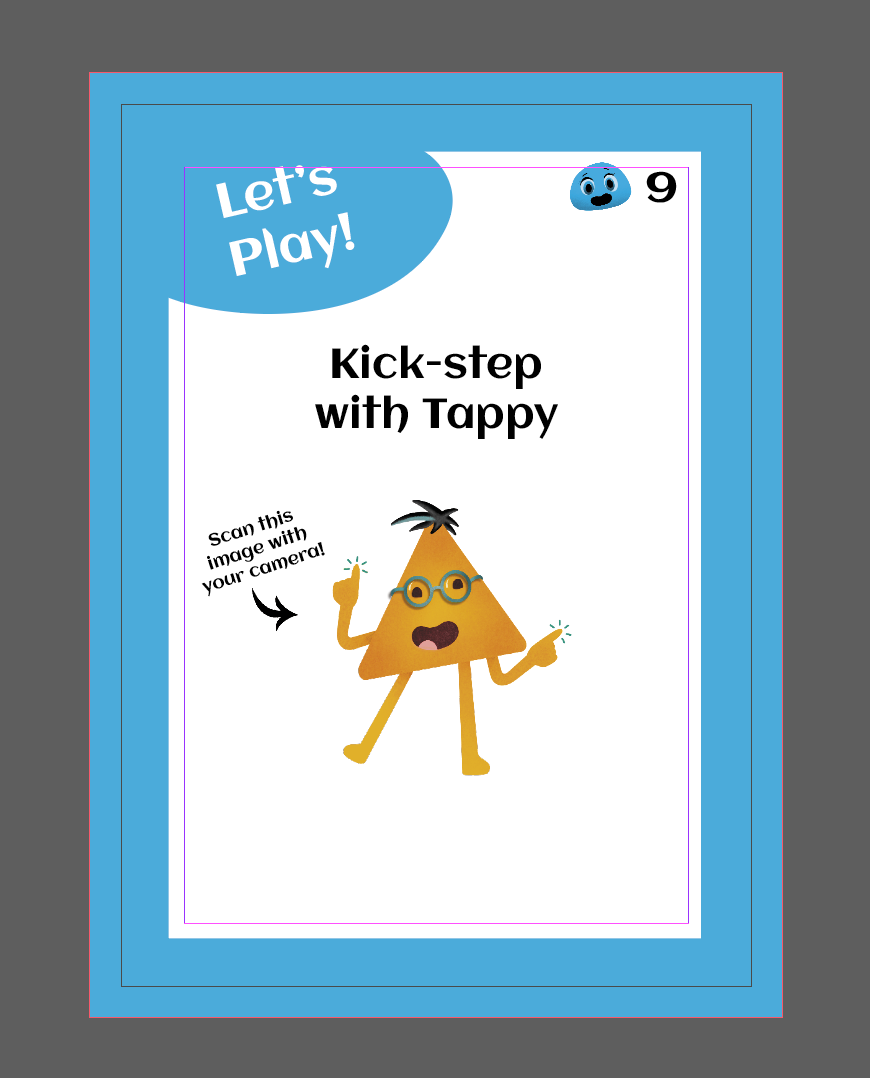 Let's
Play!
9
Kick-step
with Tappy
Scan this
image with
your camera!